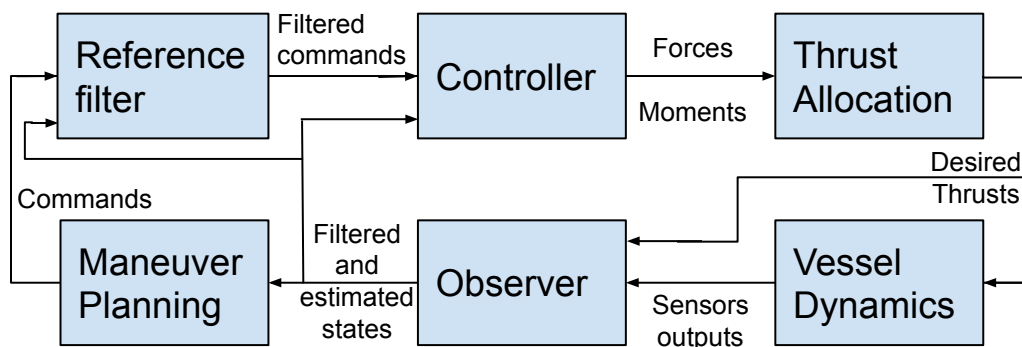 Reference
filter
Filtered
commands
Controller
Forces
Moments
Thrust
Allocation
Desired
Thrusts
Commands
Maneuver
Planning
Filtered
and
estimated
states
Observer
Sensors
outputs
Vessel
Dynamics